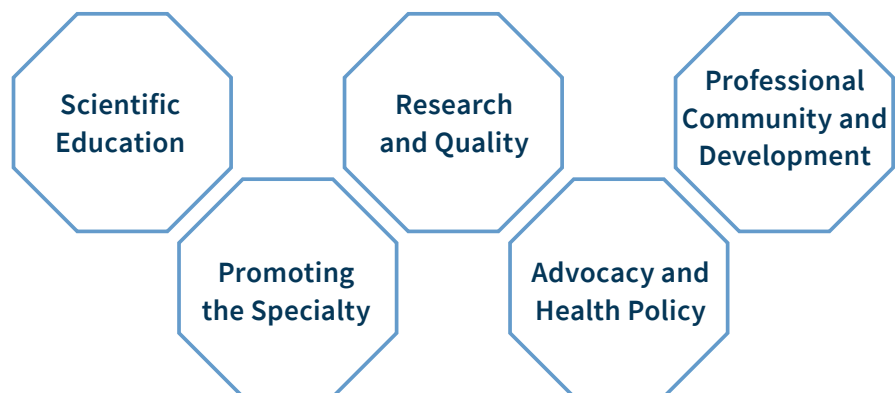 Scientific
Education
Research
and Quality
Professional
Community and
Development
Promoting
the Specialty
Advocacy and
Health Policy